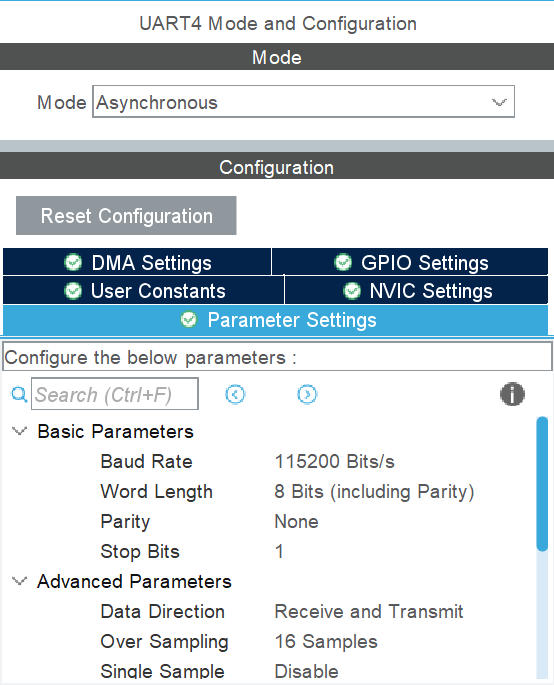 UART4 Mode and Configuration
Mode
Mode Asynchronous
Configuration
Reset Configuration
DMA Settings GPIO Settings
User Constants NVIC Settings
Parameter Settings
Configure the below parameters :
Search (Ctrl+F)
Basic Parameters
Baud Rate 115200 Bits/s
Word Length 8 Bits (including Parity)
Parity None
Stop Bits 1
Advanced Parameters
Data Direction Receive and Transmit
Over Sampling 16 Samples
Single Sample Disable